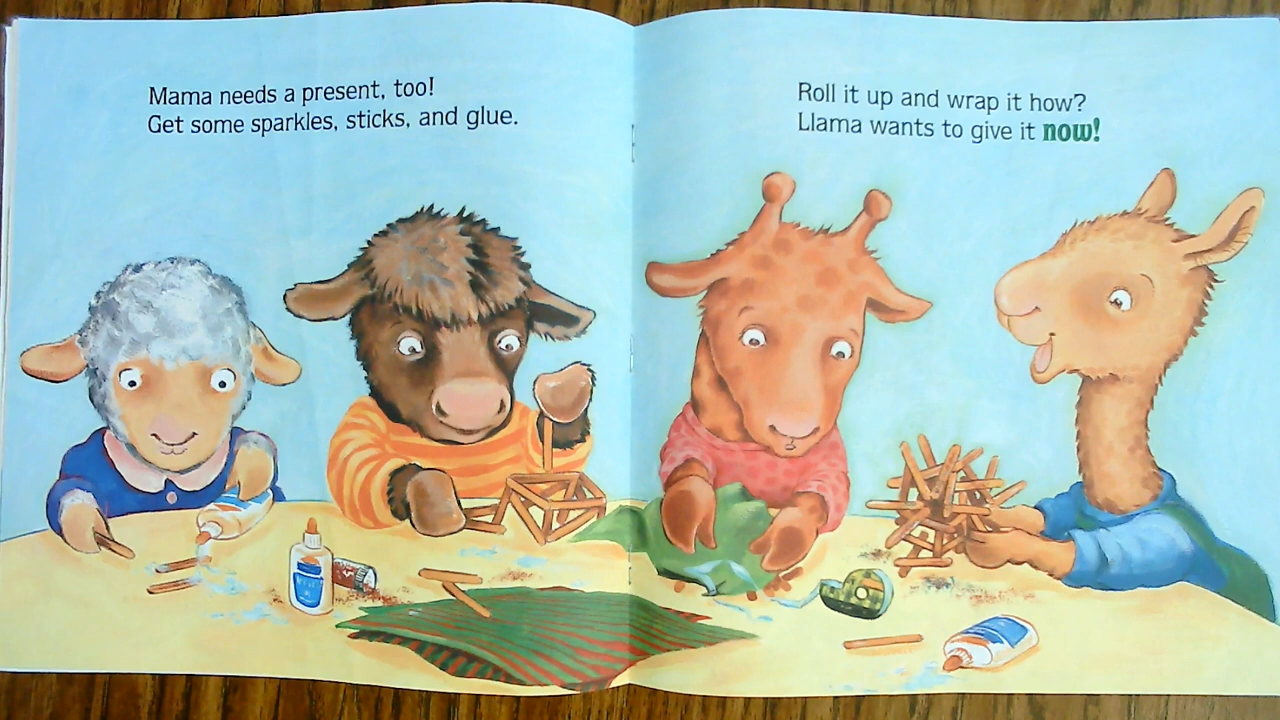 Mama needs a present, too!
Get some sparkles, sticks, and glue.
Roll it up and wrap it how?
Llama wants to give it now!